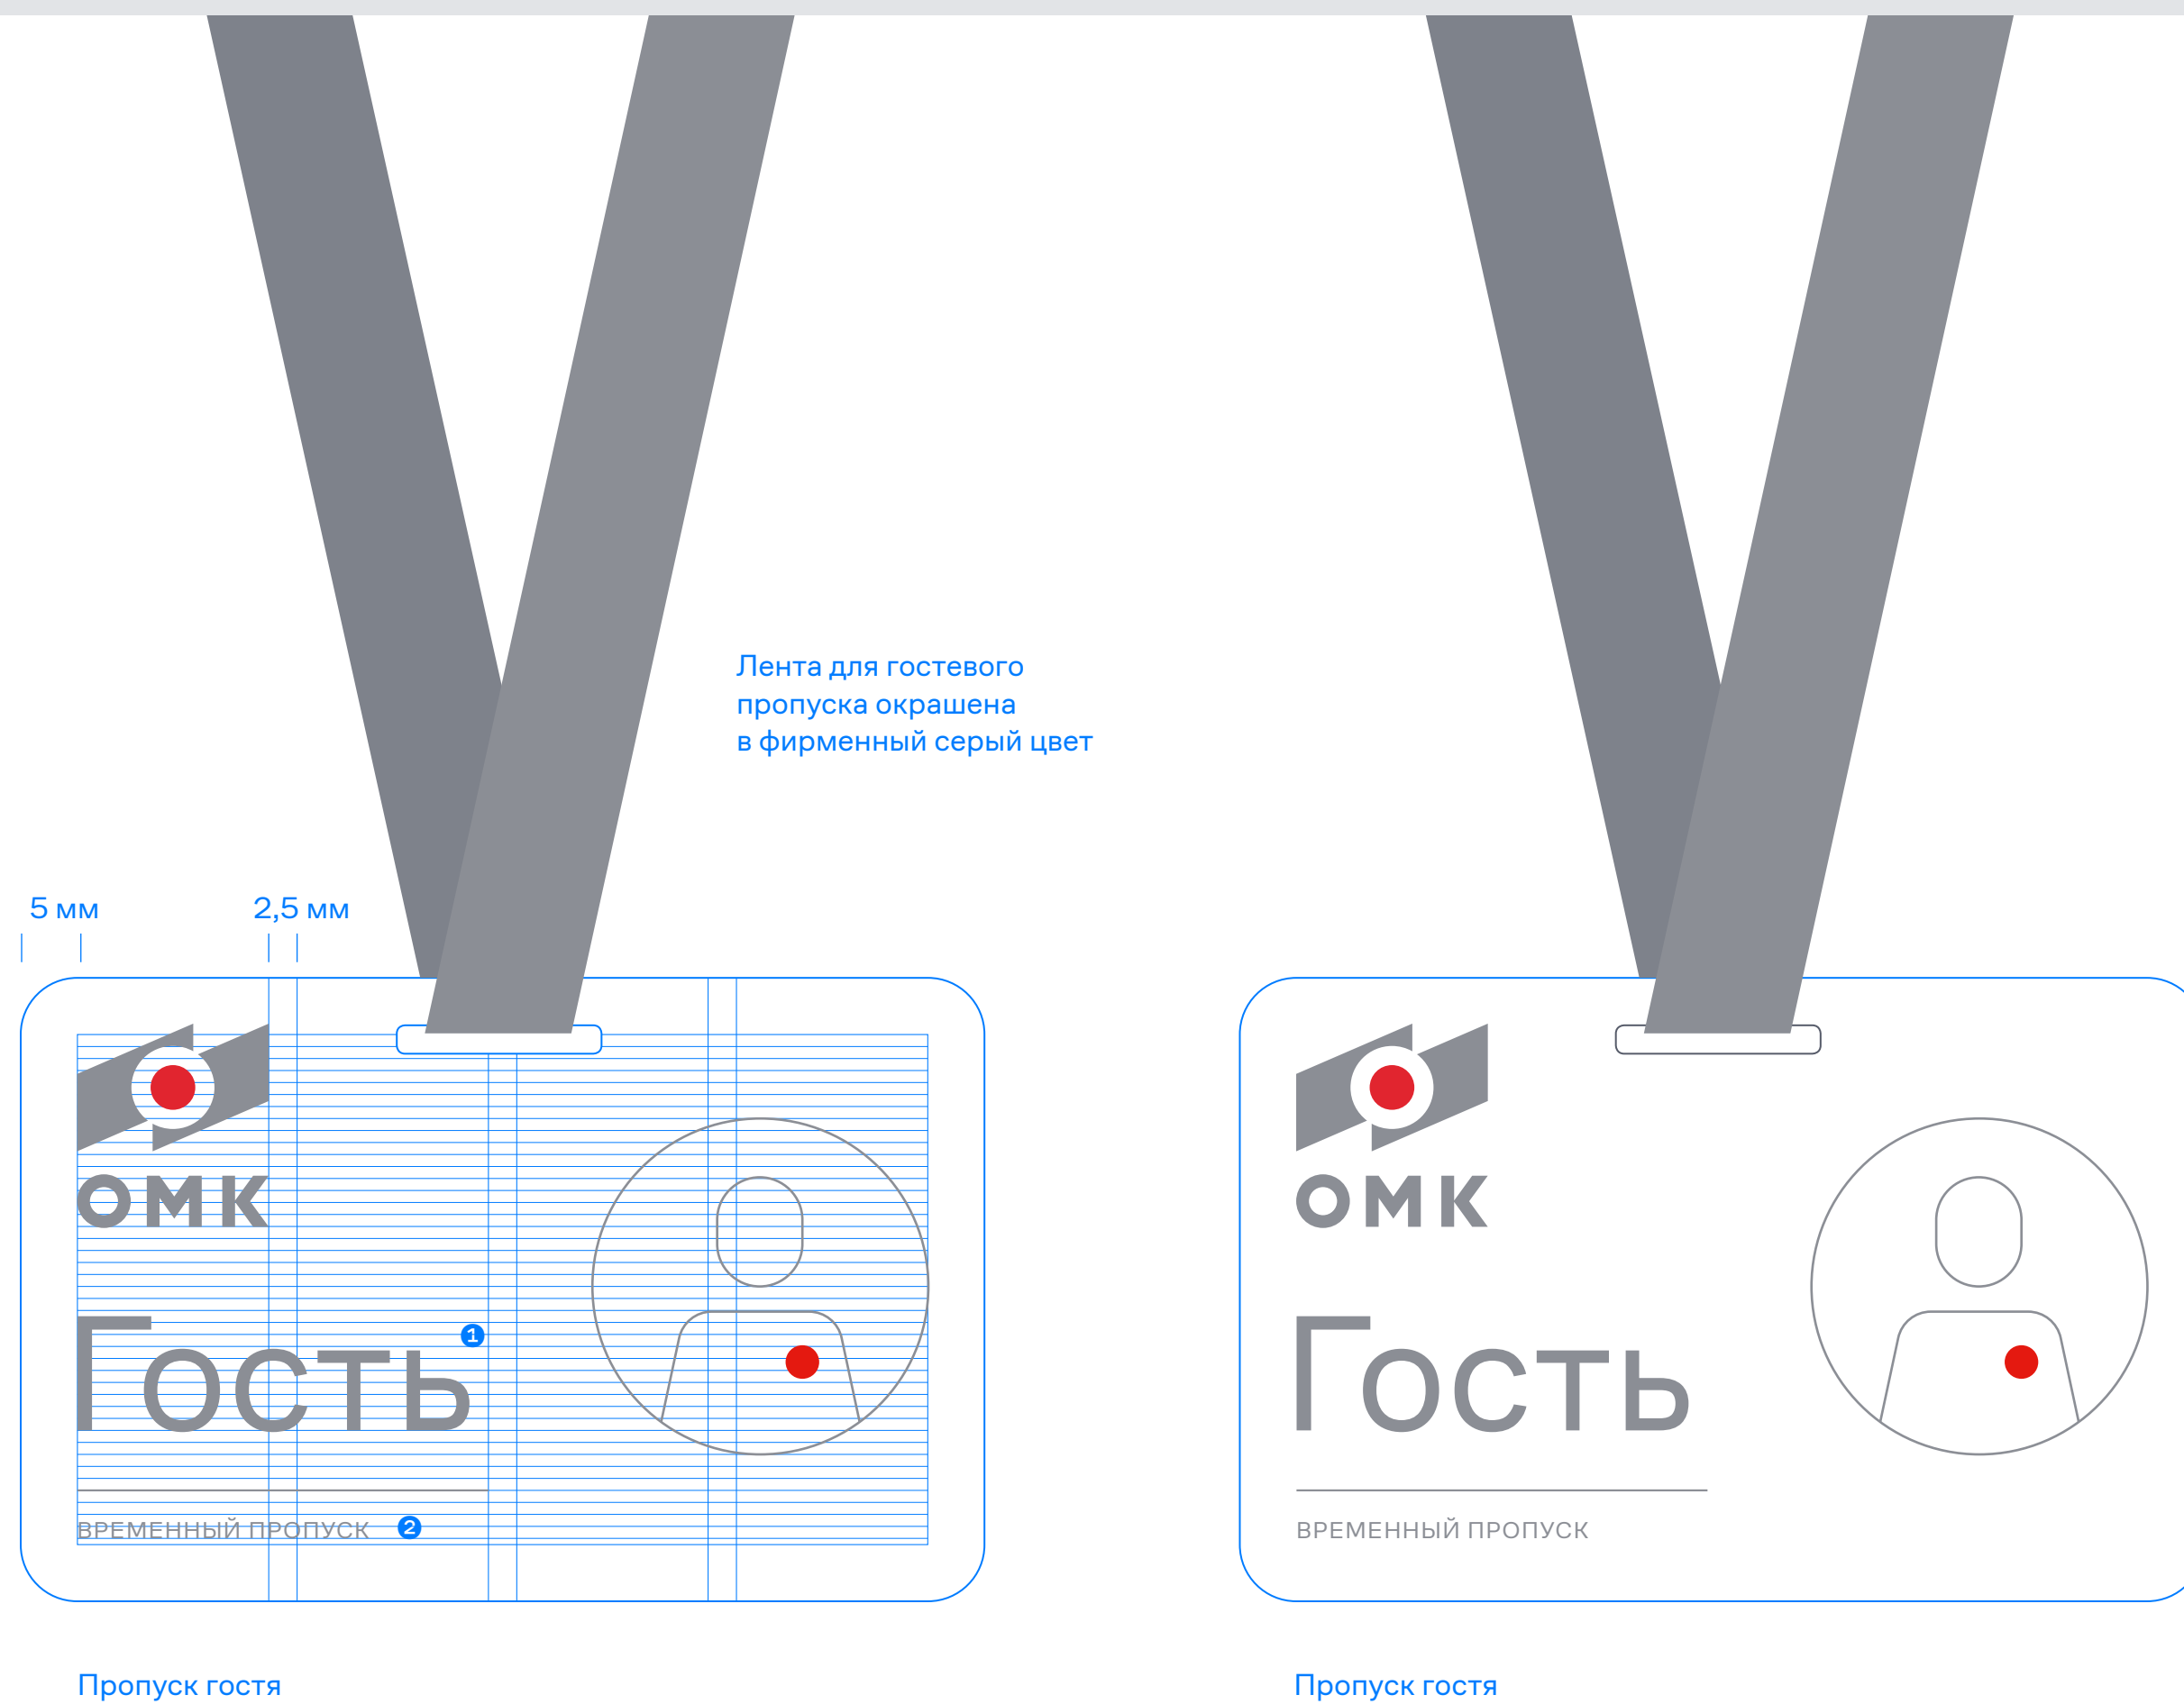 Лента для гостевого
пропуска окрашена
в фирменный серый цвет
5 мм
2,5 мм
ОМК
Гость
1
ВРЕМЕННЫЙ ПРОПУСК
2
Пропуск гостя
ОМК
Гость
ВРЕМЕННЫЙ ПРОПУСК
Пропуск гостя